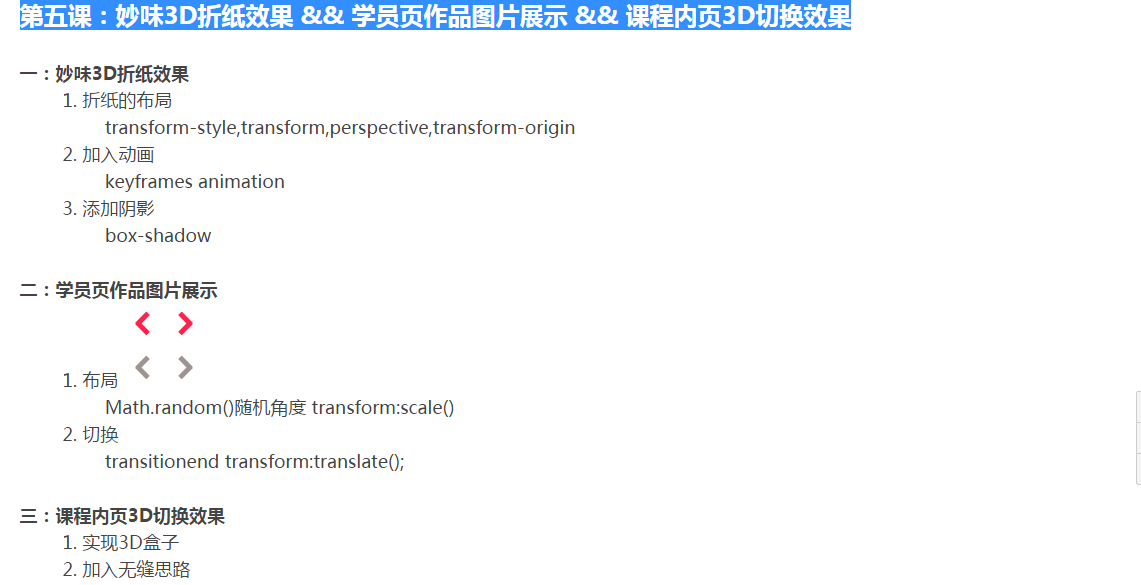 第五课：妙味3D折纸效果 && 学员页作品图片展示 && 课程内页3D切换效果
一：妙味3D折纸效果
1. 折纸的布局
transform-style,transform,perspective,transform-origin
2. 加入动画
keyframes animation
3. 添加阴影
box-shadow
二：学员页作品图片展示
1. 布局
Math.random()随机角度 transform:scale()
2. 切换
transitionend transform:translate();
三：课程内页3D切换效果
1. 实现3D盒子
2. 加入无缝思路